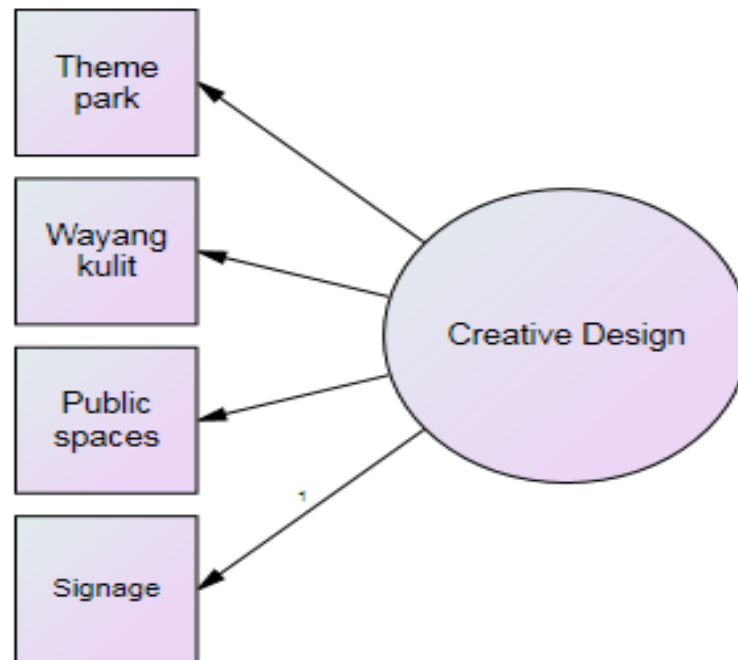 Theme
park
Wayang
kulit
Creative Design
Public
spaces
1
Signage